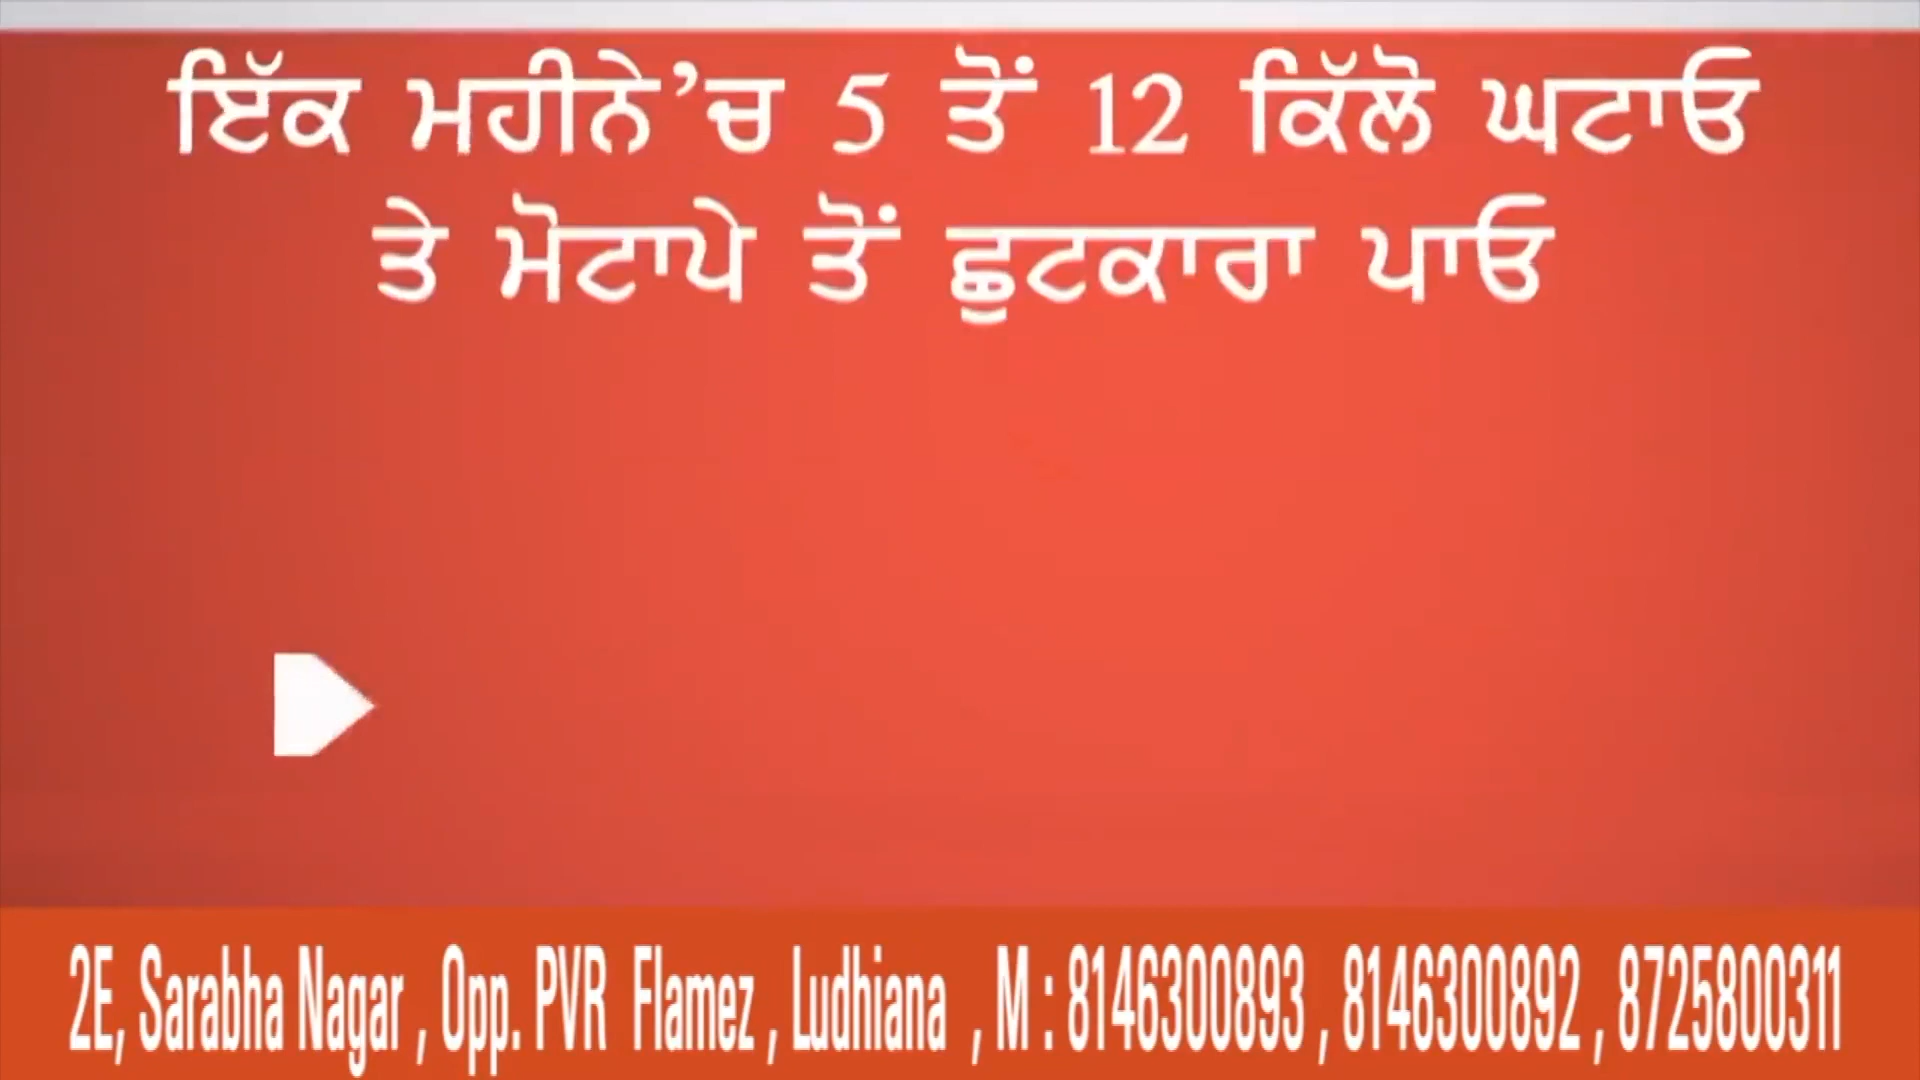 ਇੱਕ ਮਹੀਨੇ’ਚ 5 ਤੋਂ 12 ਕਿੱਲੋ ਘਟਾਓ
ਤੇ ਮੋਟਾਪੇ ਤੋਂ ਛੁਟਕਾਰਾ ਪਾਓ
2E, Sarabha Nagar , Opp. PVR Flamez , Ludhiana , M : 8146300893 , 8146300892 , 8725800311